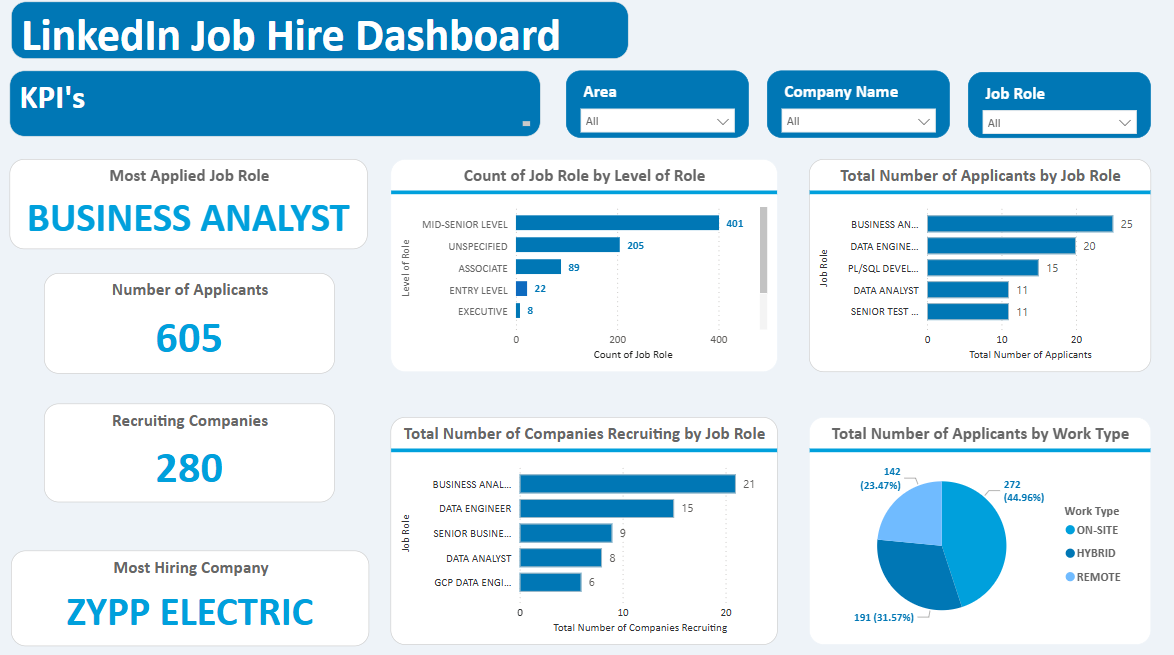 LinkedIn Job Hire Dashboard
KPI's
Area
All
Company Name
All
Job Role
All
Most Applied Job Role
BUSINESS ANALYST
Number of Applicants
605
Recruiting Companies
280
Most Hiring Company
ZYPP ELECTRIC
Count of Job Role by Level of Role
Level of Role
MID-SENIOR LEVEL 401
UNSPECIFIED 205
ASSOCIATE 89
ENTRY LEVEL 22
EXECUTIVE 8
0 200 400
Count of Job Role
Total Number of Applicants by Job Role
Job Role
BUSINESS AN... 25
DATA ENGINE... 20
PL/SQL DEVEL... 15
DATA ANALYST 11
SENIOR TEST ... 11
0 10 20
Total Number of Applicants
Total Number of Companies Recruiting by Job Role
Job Role
BUSINESS ANAL... 21
DATA ENGINEER 15
SENIOR BUSINE... 9
DATA ANALYST 8
GCP DATA ENGI... 6
0 10 20
Total Number of Companies Recruiting
Total Number of Applicants by Work Type
142
(23.47%)
272
(44.96%)
191 (31.57%)
Work Type
ON-SITE
HYBRID
REMOTE